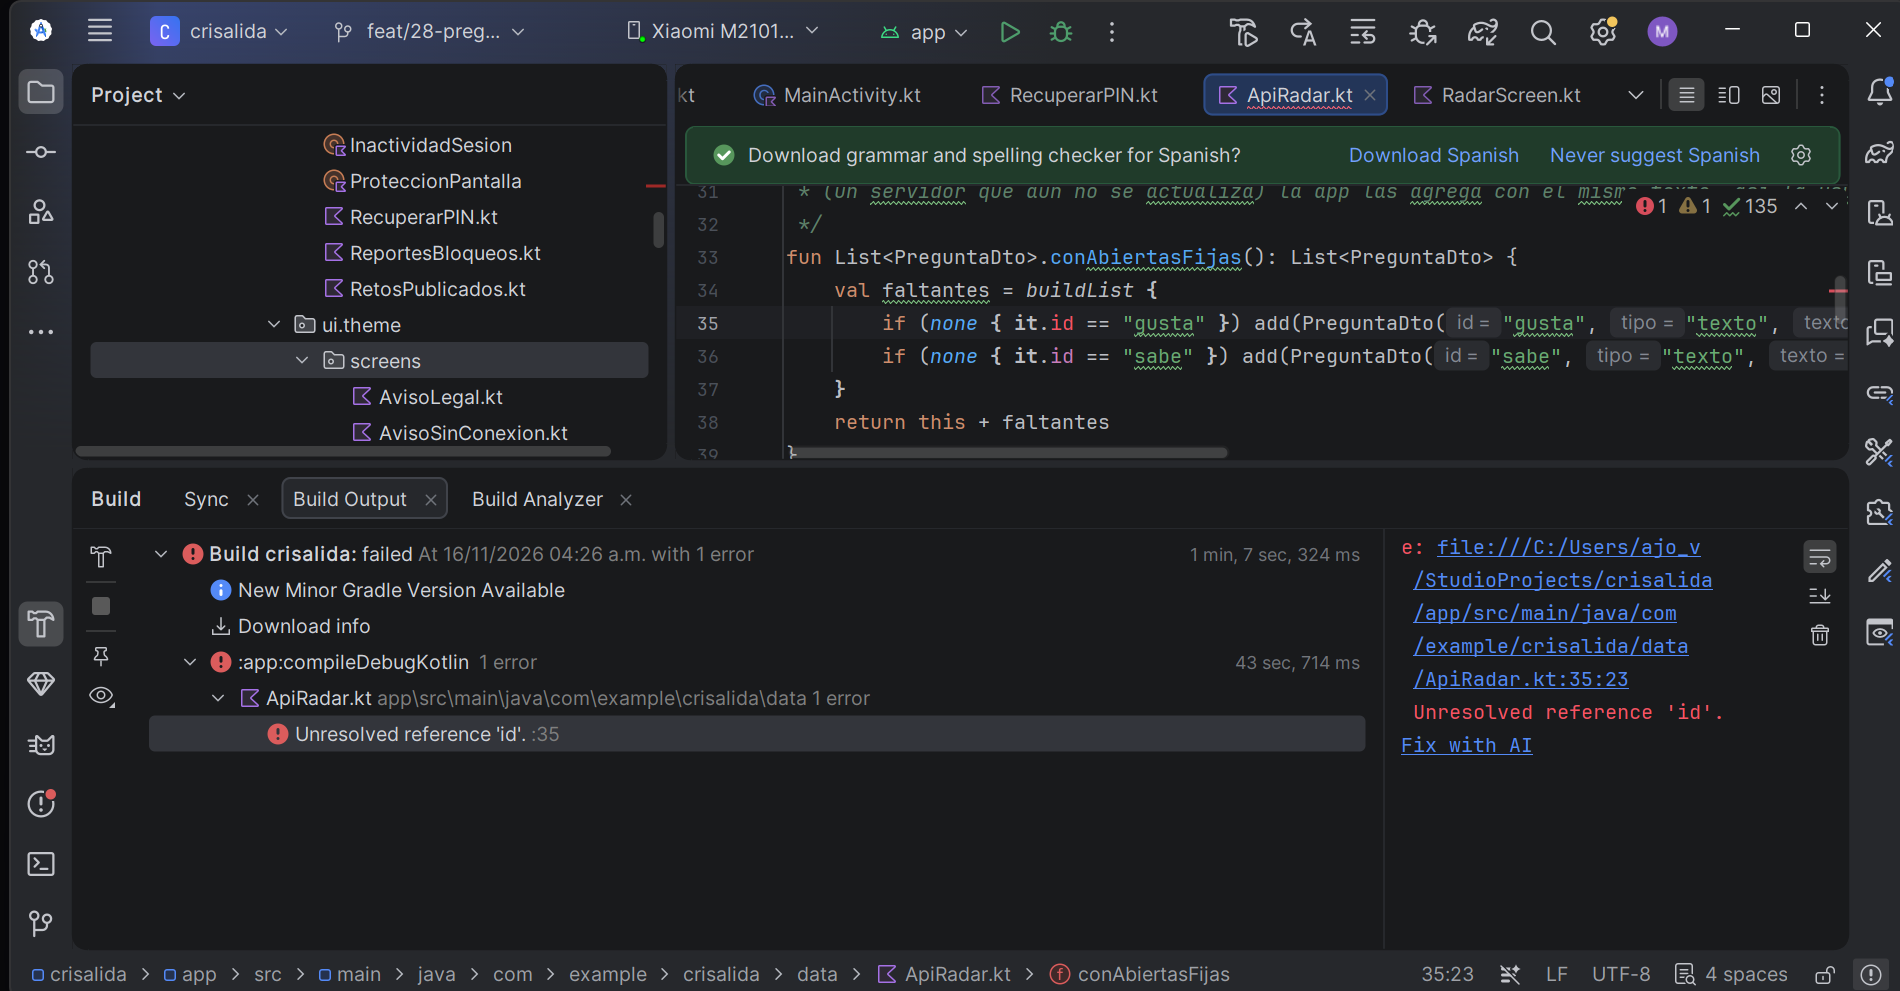 C crisalida feat/28-preg... Xiaomi M2101... app M
Project
InactividadSesion
ProteccionPantalla
RecuperarPIN.kt
ReportesBloqueos.kt
RetosPublicados.kt
ui.theme
screens
AvisoLegal.kt
AvisoSinConexion.kt
kt MainActivity.kt RecuperarPIN.kt ApiRadar.kt RadarScreen.kt
Download grammar and spelling checker for Spanish? Download Spanish Never suggest Spanish
31 * (un servidor que aun no se actualiza) la app las agrega con el mismo
1 1 135
32 */
33 fun List<PreguntaDto>.conAbiertasFijas(): List<PreguntaDto> {
34 val faltantes = buildList {
35 if (none { it.id == "gusta" }) add(PreguntaDto( id = "gusta", tipo = "texto", texto
36 if (none { it.id == "sabe" }) add(PreguntaDto( id = "sabe", tipo = "texto", texto =
37 }
38 return this + faltantes
39 }
Build Sync Build Output Build Analyzer
Build crisalida: failed At 16/11/2026 04:26 a.m. with 1 error 1 min, 7 sec, 324 ms
New Minor Gradle Version Available
Download info
:app:compileDebugKotlin 1 error 43 sec, 714 ms
ApiRadar.kt app\src\main\java\com\example\crisalida\data 1 error
Unresolved reference 'id'. :35
e: file:///C:/Users/ajo_v
/StudioProjects/crisalida
/app/src/main/java/com
/example/crisalida/data
/ApiRadar.kt:35:23
Unresolved reference 'id'.
Fix with AI
crisalida > app > src > main > java > com > example > crisalida > data > ApiRadar.kt > conAbiertasFijas 35:23 LF UTF-8 4 spaces